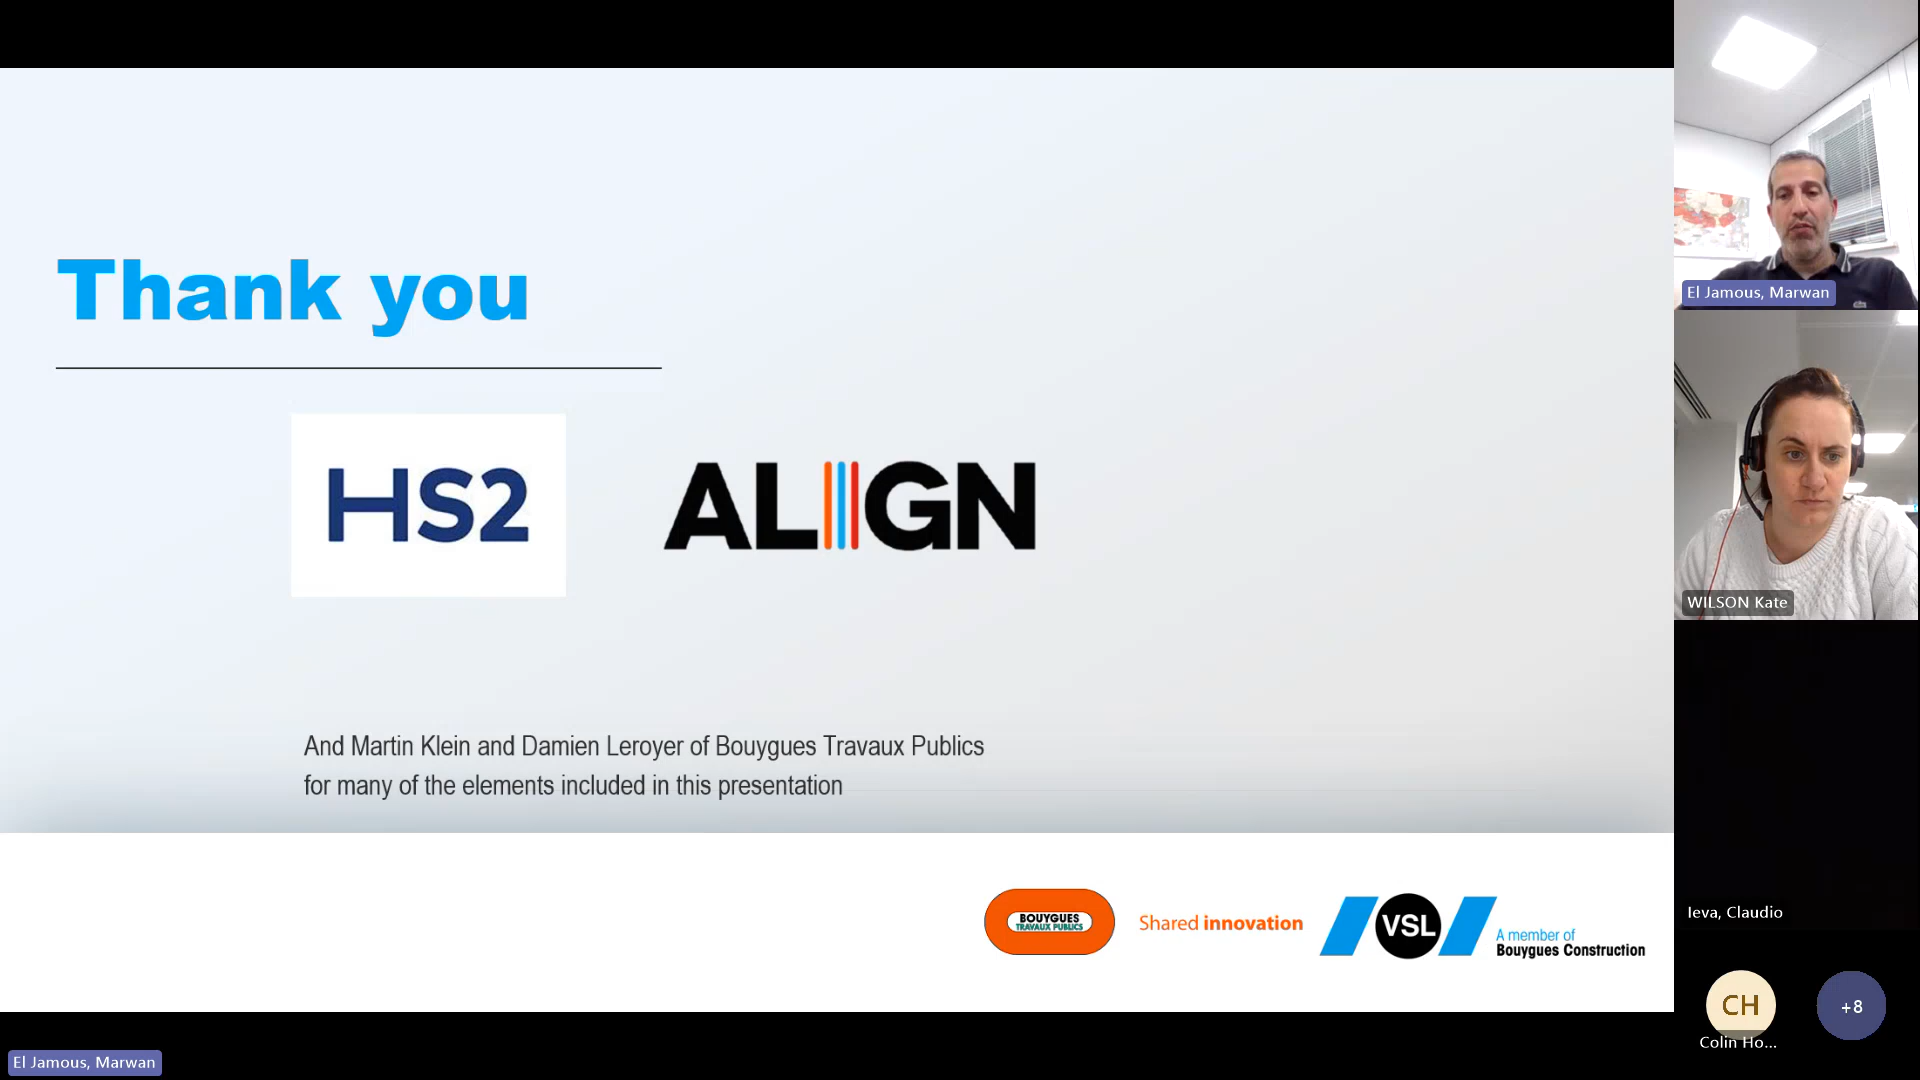 Thank you
HS2
ALIGN
And Martin Klein and Damien Leroyer of Bouygues Travaux Publics
for many of the elements included in this presentation
BOUYGUES
TRAVAUX PUBLICS
Shared innovation
VSL
A member of
Bouygues Construction
El Jamous, Marwan
WILSON Kate
Ieva, Claudio
CH
Colin Ho...
+8
El Jamous, Marwan